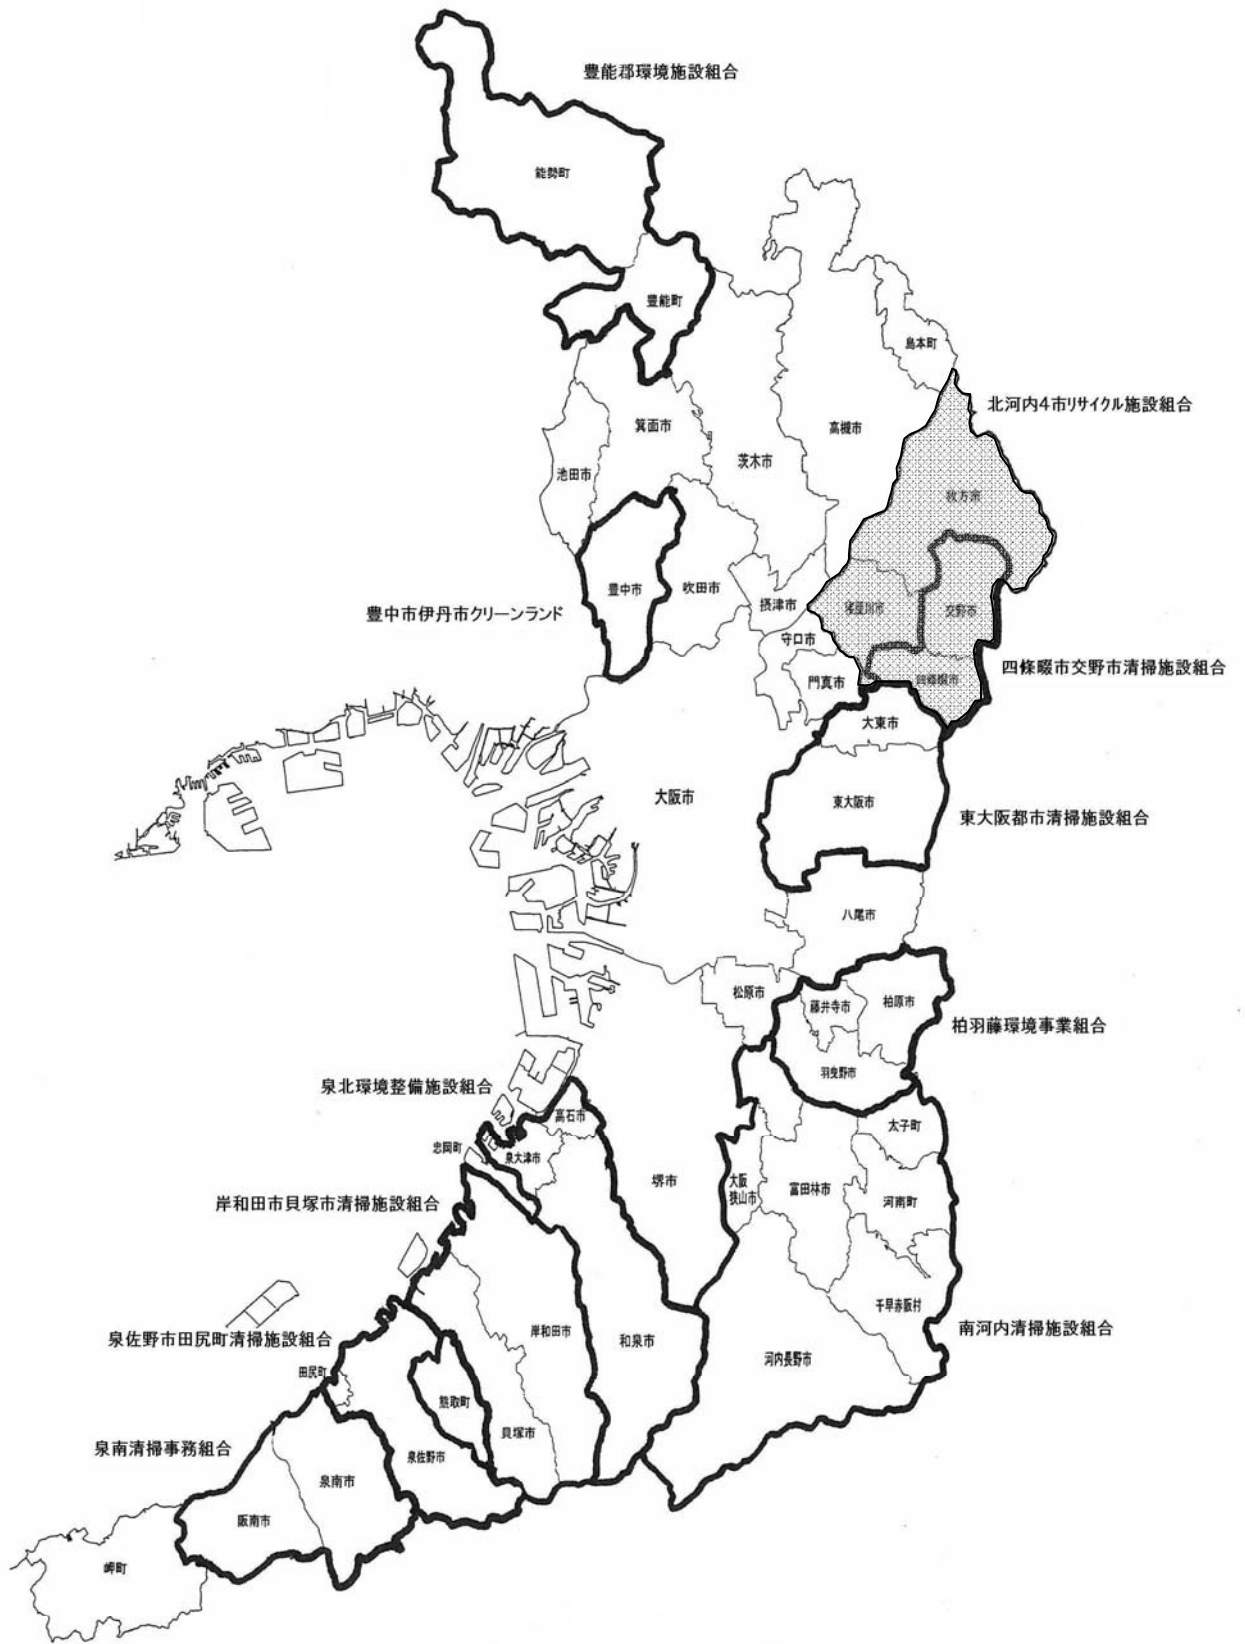 豊能郡環境施設組合
能勢町
豊能町
島本町
北河内4市リサイクル施設組合
箕面市
高槻市
茨木市
池田市
枚方市
豊中市
吹田市
摂津市
寝屋川市
交野市
豊中市伊丹市クリーンランド
守口市
四條畷市交野市清掃施設組合
門真市
四條畷市
大東市
大阪市
東大阪市
東大阪都市清掃施設組合
八尾市
松原市
藤井寺市
柏原市
柏羽藤環境事業組合
羽曳野市
泉北環境整備施設組合
高石市
太子町
忠岡町
泉大津市
堺市
大阪
狭山市
富田林市
河南町
岸和田市貝塚市清掃施設組合
千早赤阪村
南河内清掃施設組合
泉佐野市田尻町清掃施設組合
岸和田市
和泉市
河内長野市
田尻町
熊取町
貝塚市
泉南清掃事務組合
泉佐野市
泉南市
阪南市
岬町